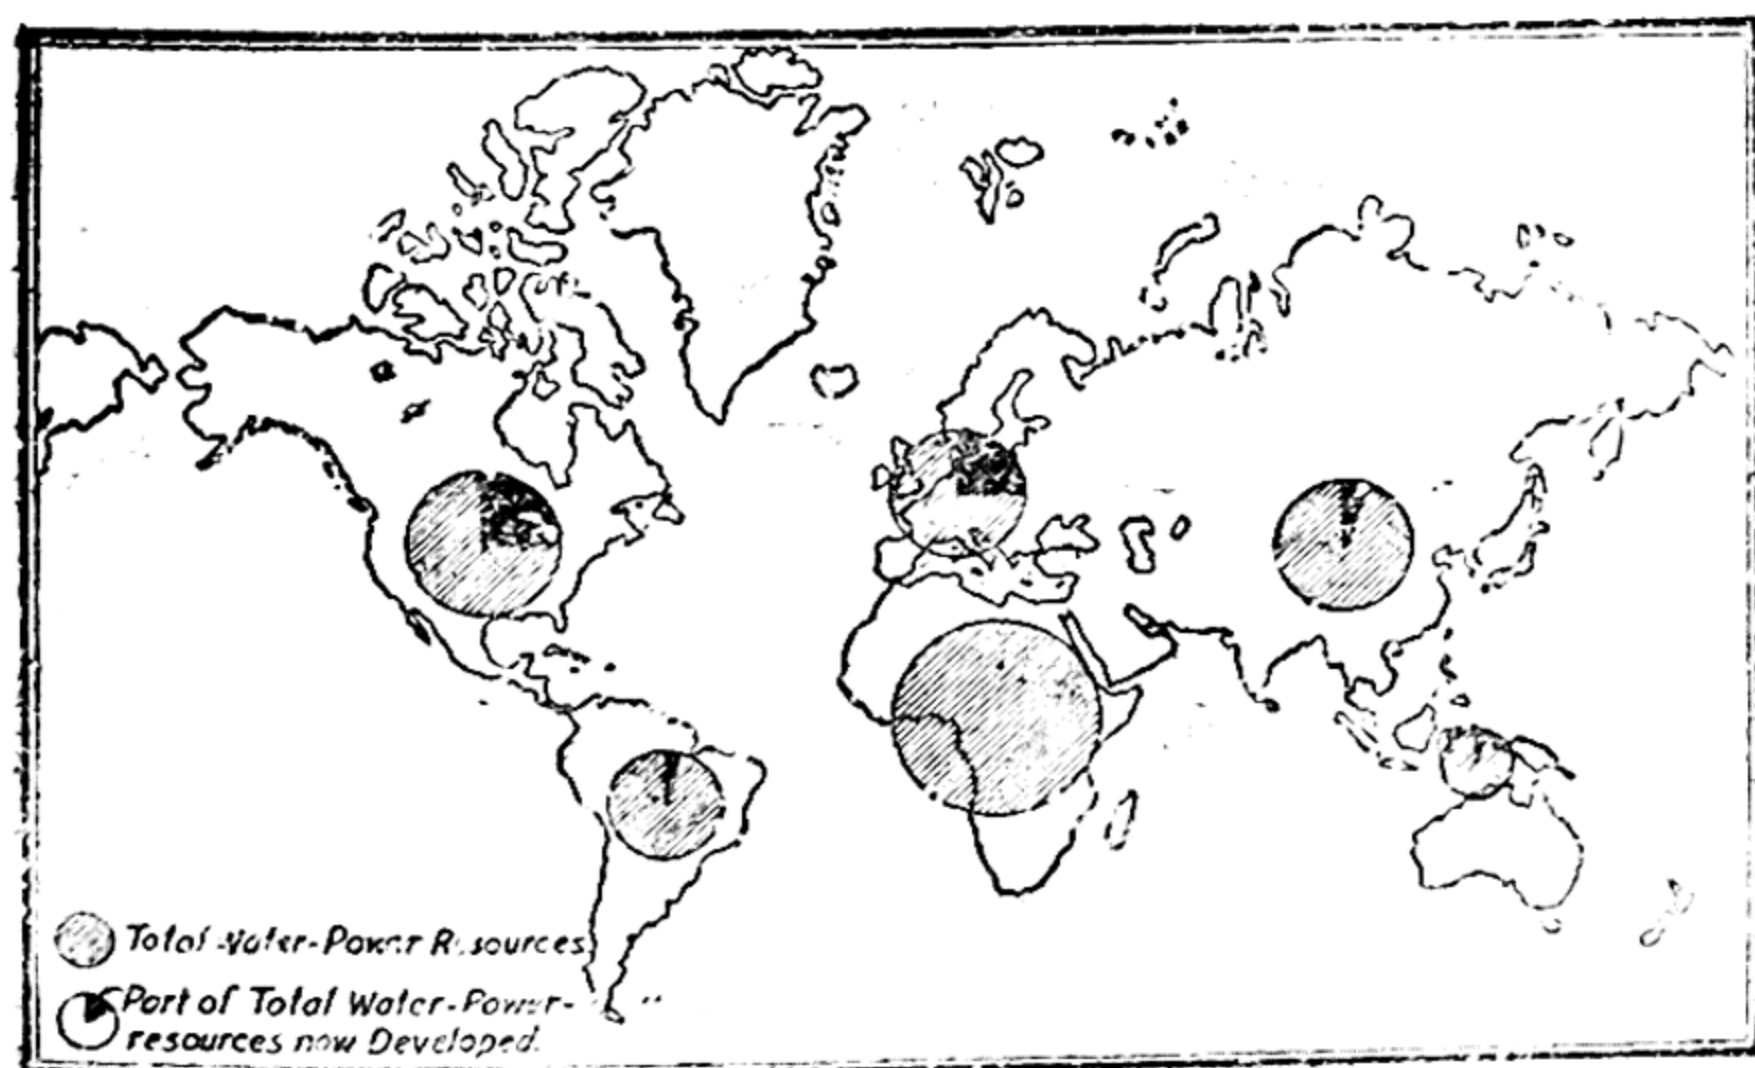 Total Water-Power Resources
Part of Total Water-Power-
resources now Developed.